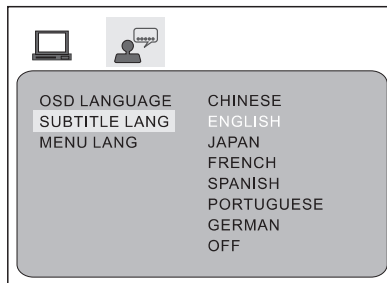 OSD LANGUAGE
SUBTITLE LANG
MENU LANG
CHINESE
ENGLISH
JAPAN
FRENCH
SPANISH
PORTUGUESE
GERMAN
OFF